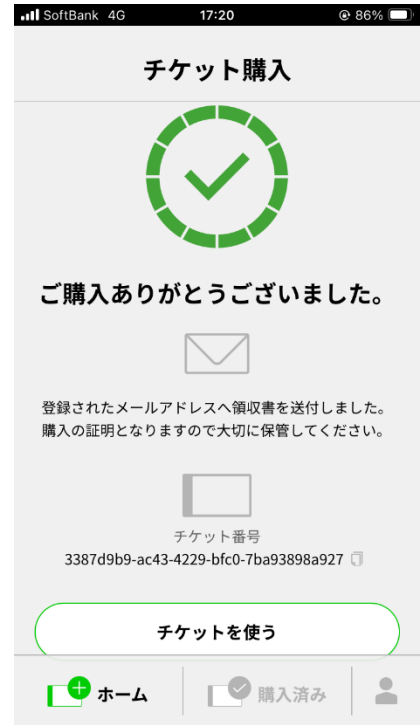 SoftBank 4G 17:20 86%
チケット購入
ご購入ありがとうございました。
登録されたメールアドレスへ領収書を送付しました。
購入の証明となりますので大切に保管してください。
チケット番号
3387d9b9-ac43-4229-bfc0-7ba93898a927
チケットを使う
ホーム 購入済み